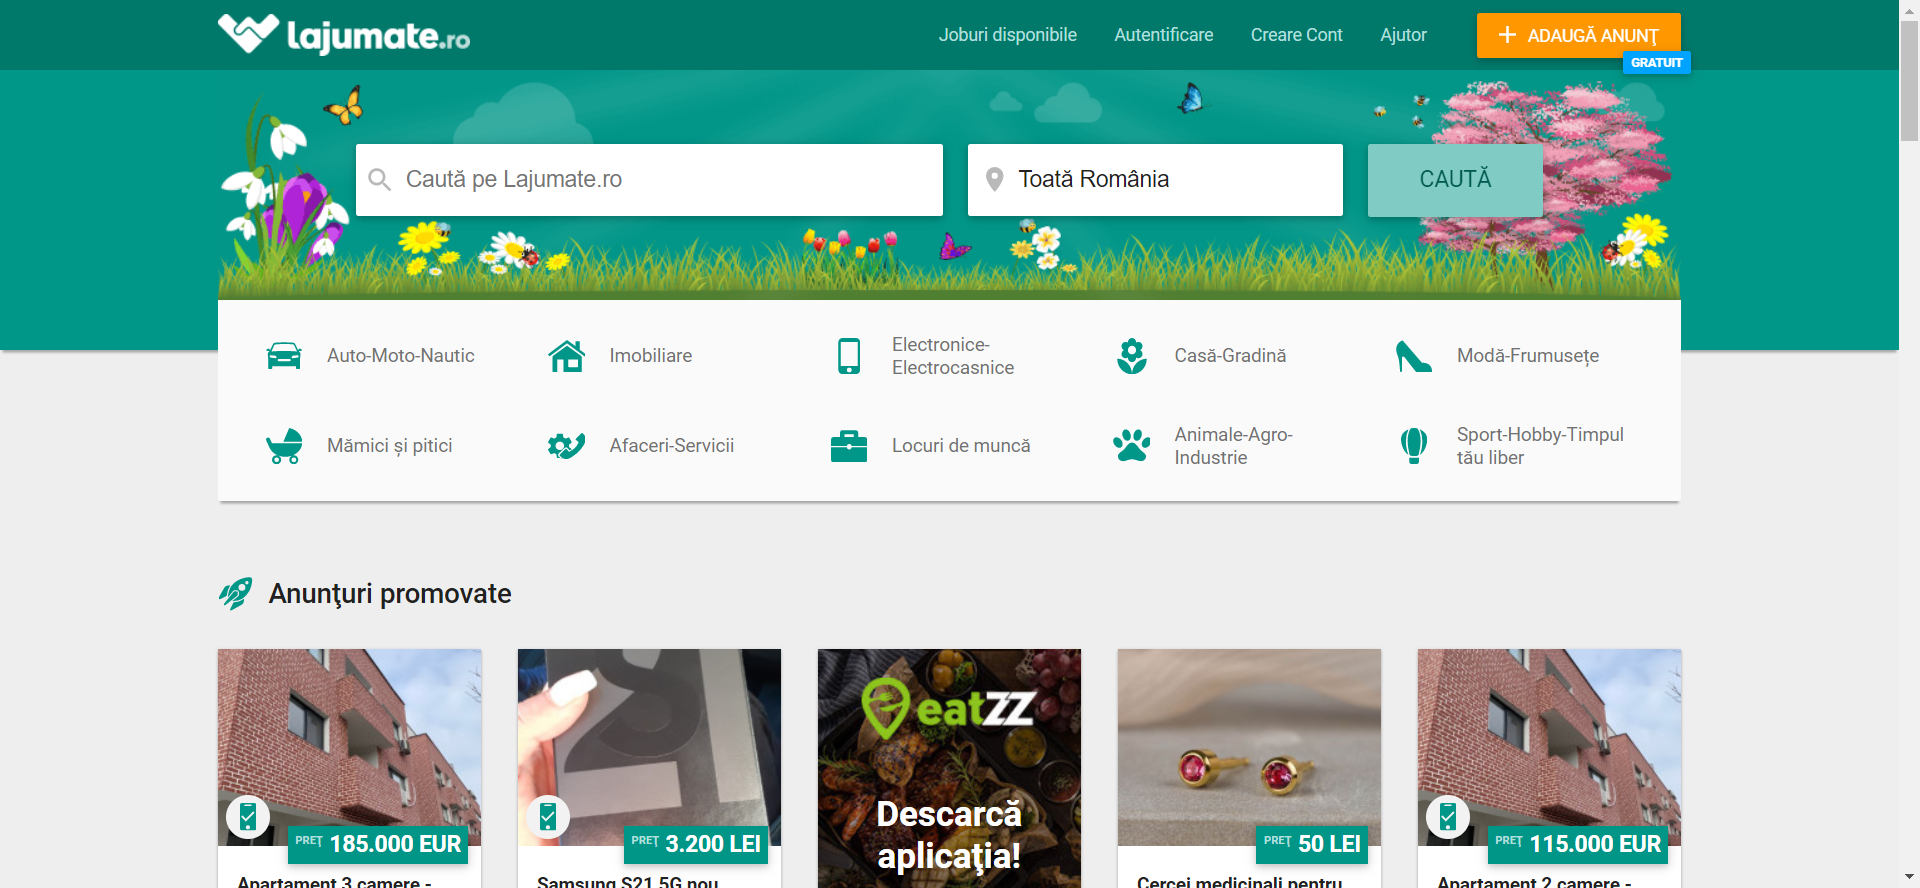 Lajumate.ro
Joburi disponibile
Autentificare
Creare Cont
Ajutor
ADAUGĂ ANUNŢ
GRATUIT
Caută pe Lajumate.ro
Toată România
CAUTĂ
Auto-Moto-Nautic
Imobiliare
Electronice-
Electrocasnice
Casă-Gradină
Modă-Frumusețe
Mămici și pitici
Afaceri-Servicii
Locuri de muncă
Animale-Agro-
Industrie
Sport-Hobby-Timpul
tău liber
Anunţuri promovate
PREŢ 185.000 EUR
Apartament 3 camere -
S21
PREŢ 3.200 LEI
Samsung S21 5G nou
eatzz
Descarcă
aplicaţia!
PREŢ 50 LEI
Cercei medicinali pentru
PREŢ 115.000 EUR
Apartament 2 camere -